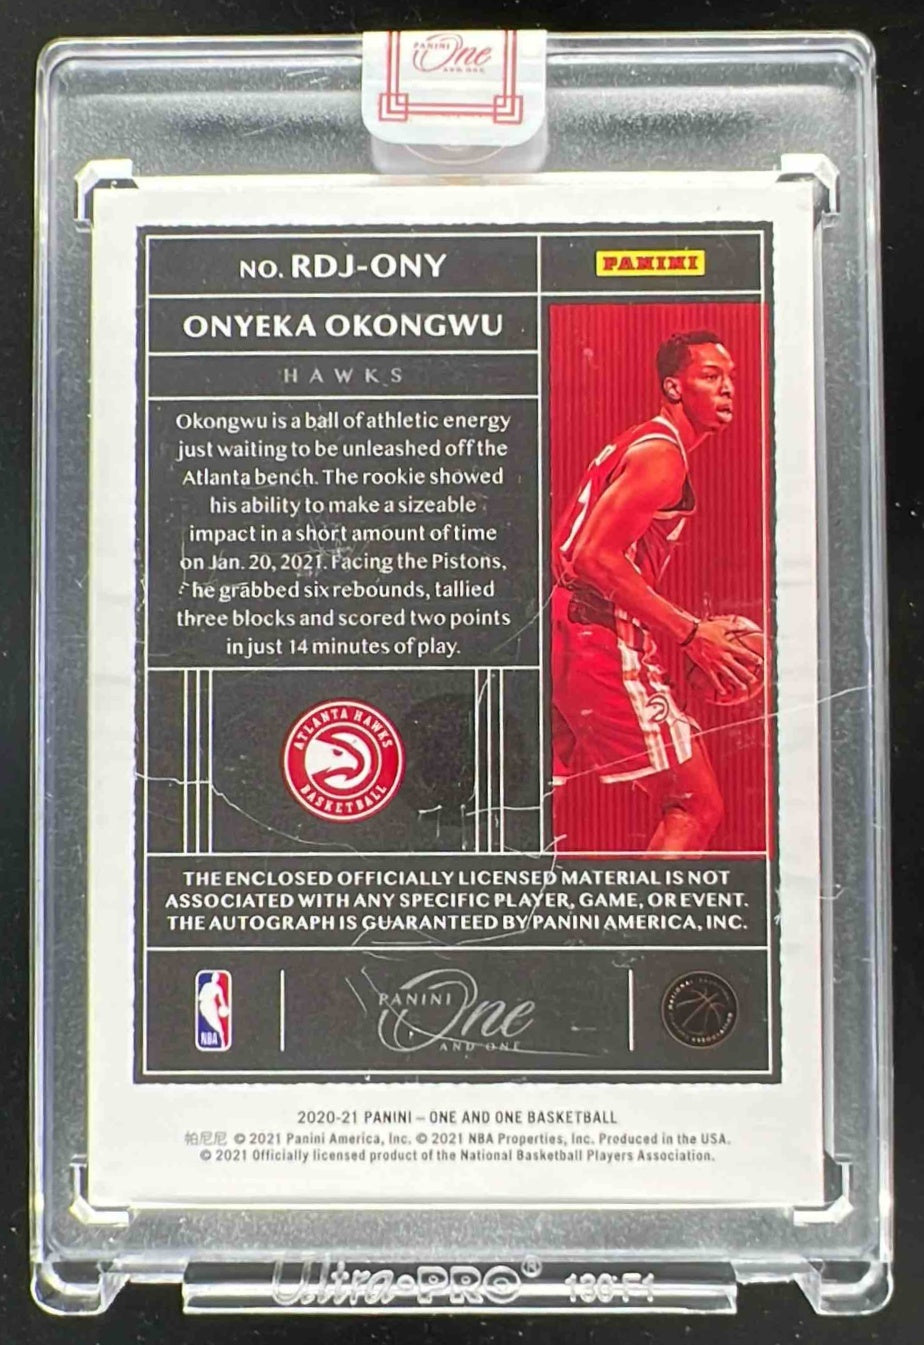 PANINI
One
AND ONE
NO. RDJ-ONY
PANINI
ONYEKA OKONGWU
HAWKS
Okongwu is a ball of athletic energy
just waiting to be unleashed off the
Atlanta bench. The rookie showed
his ability to make a sizeable
impact in a short amount of time
on Jan. 20, 2021. Facing the Pistons,
he grabbed six rebounds, tallied
three blocks and scored two points
in just 14 minutes of play.
ATLANTA HAWKS
BASKETBALL
THE ENCLOSED OFFICIALLY LICENSED MATERIAL IS NOT
ASSOCIATED WITH ANY SPECIFIC PLAYER, GAME, OR EVENT.
THE AUTOGRAPH IS GUARANTEED BY PANINI AMERICA, INC.
NBA
PANINI
One
AND ONE
NATIONAL BASKETBALL
PLAYERS ASSOCIATION
2020-21 PANINI – ONE AND ONE BASKETBALL
帕尼尼 © 2021 Panini America, Inc. © 2021 NBA Properties, Inc. Produced in the USA.
© 2021 Officially licensed product of the National Basketball Players Association.
Ultra•PRO® 130-F1